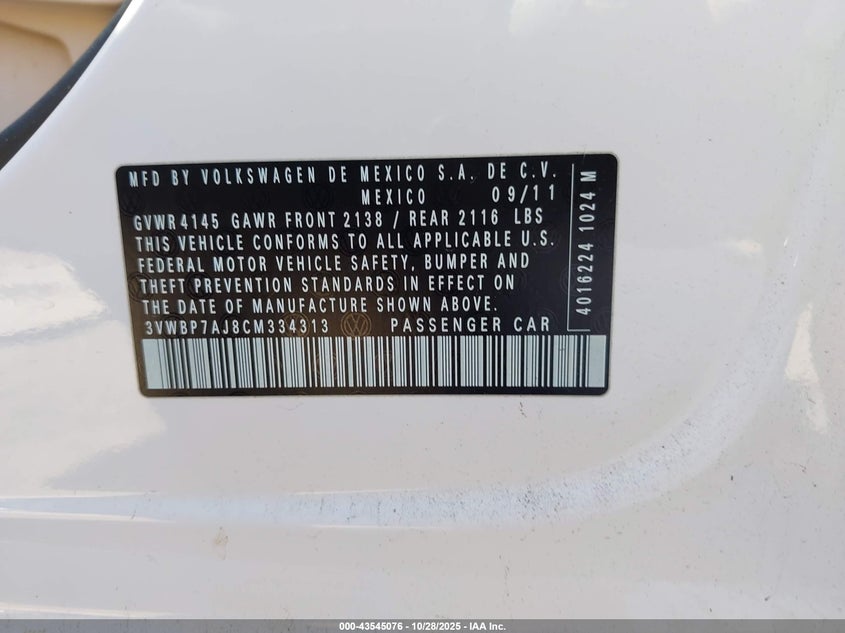 MFD BY VOLKSWAGEN DE MEXICO S.A. DE C.V.
MEXICO 09/11
GVWR4145 GAWR FRONT 2138 / REAR 2116 LBS
THIS VEHICLE CONFORMS TO ALL APPLICABLE U.S.
FEDERAL MOTOR VEHICLE SAFETY, BUMPER AND
THEFT PREVENTION STANDARDS IN EFFECT ON
THE DATE OF MANUFACTURE SHOWN ABOVE.
3VWBP7AJ8CM334313 PASSENGER CAR
4016224 1024 M
000-43545076 | 10/28/2025 | IAA Inc.